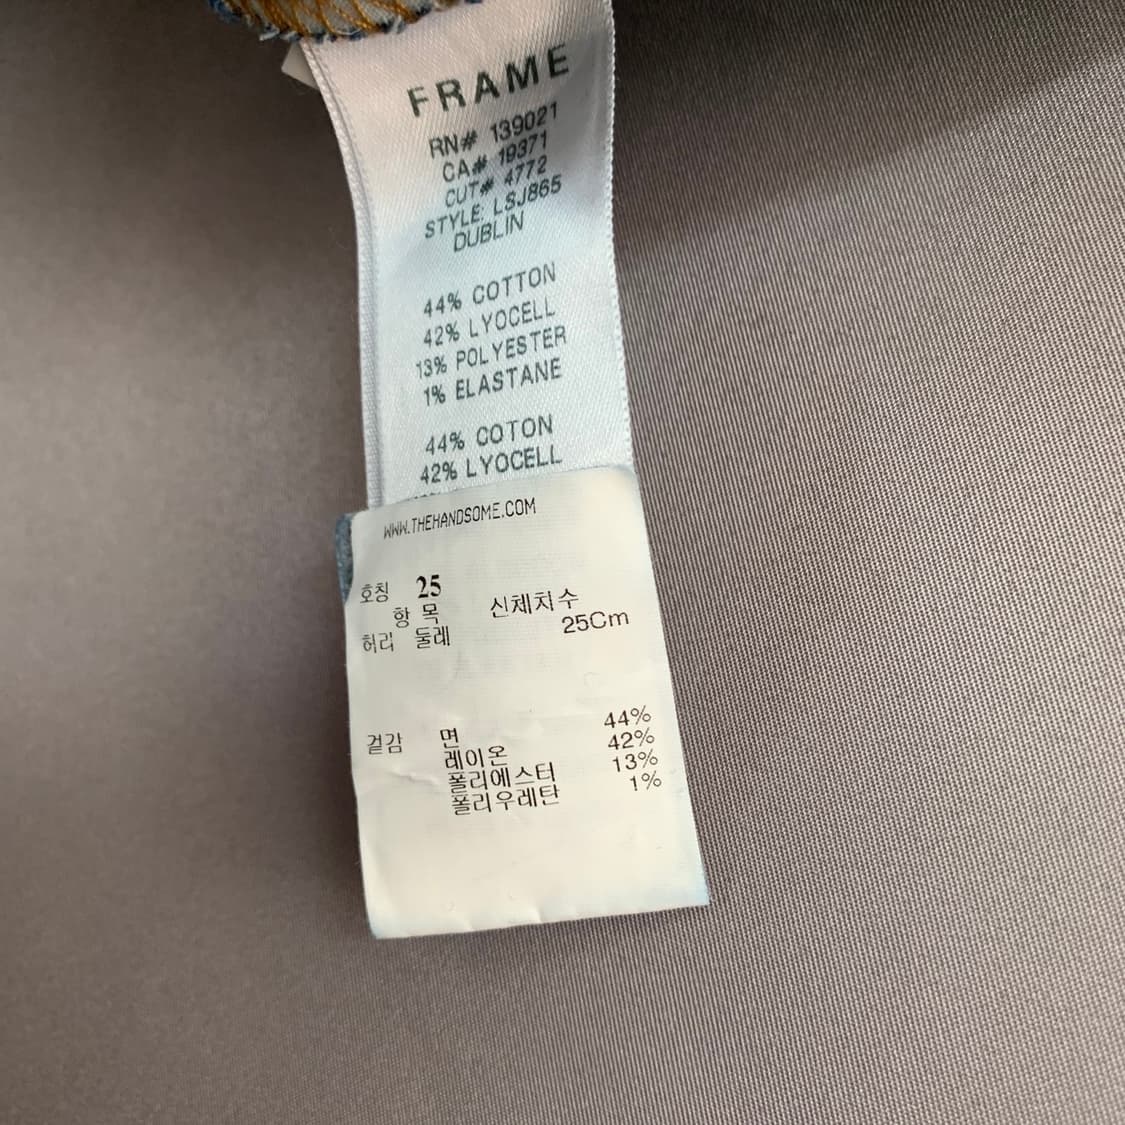 FRAME
RN# 139021
CA# 19371
CUT# 4772
STYLE: LSJ865
DUBLIN
44% COTTON
42% LYOCELL
13% POLYESTER
1% ELASTANE
44% COTON
42% LYOCELL
WWW.THEHANDSOME.COM
호칭 25
항 목 신체치수
허리 둘레 25Cm
겉감 면 44%
레이온 42%
폴리에스터 13%
폴리우레탄 1%